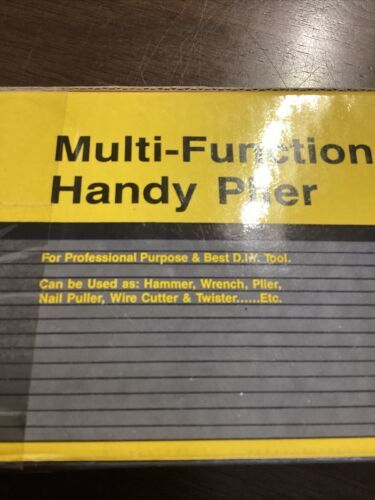 Multi-Function
Handy Plier
For Professional Purpose & Best D.I.Y. Tool.
Can be Used as: Hammer, Wrench, Plier,
Nail Puller, Wire Cutter & Twister......Etc.